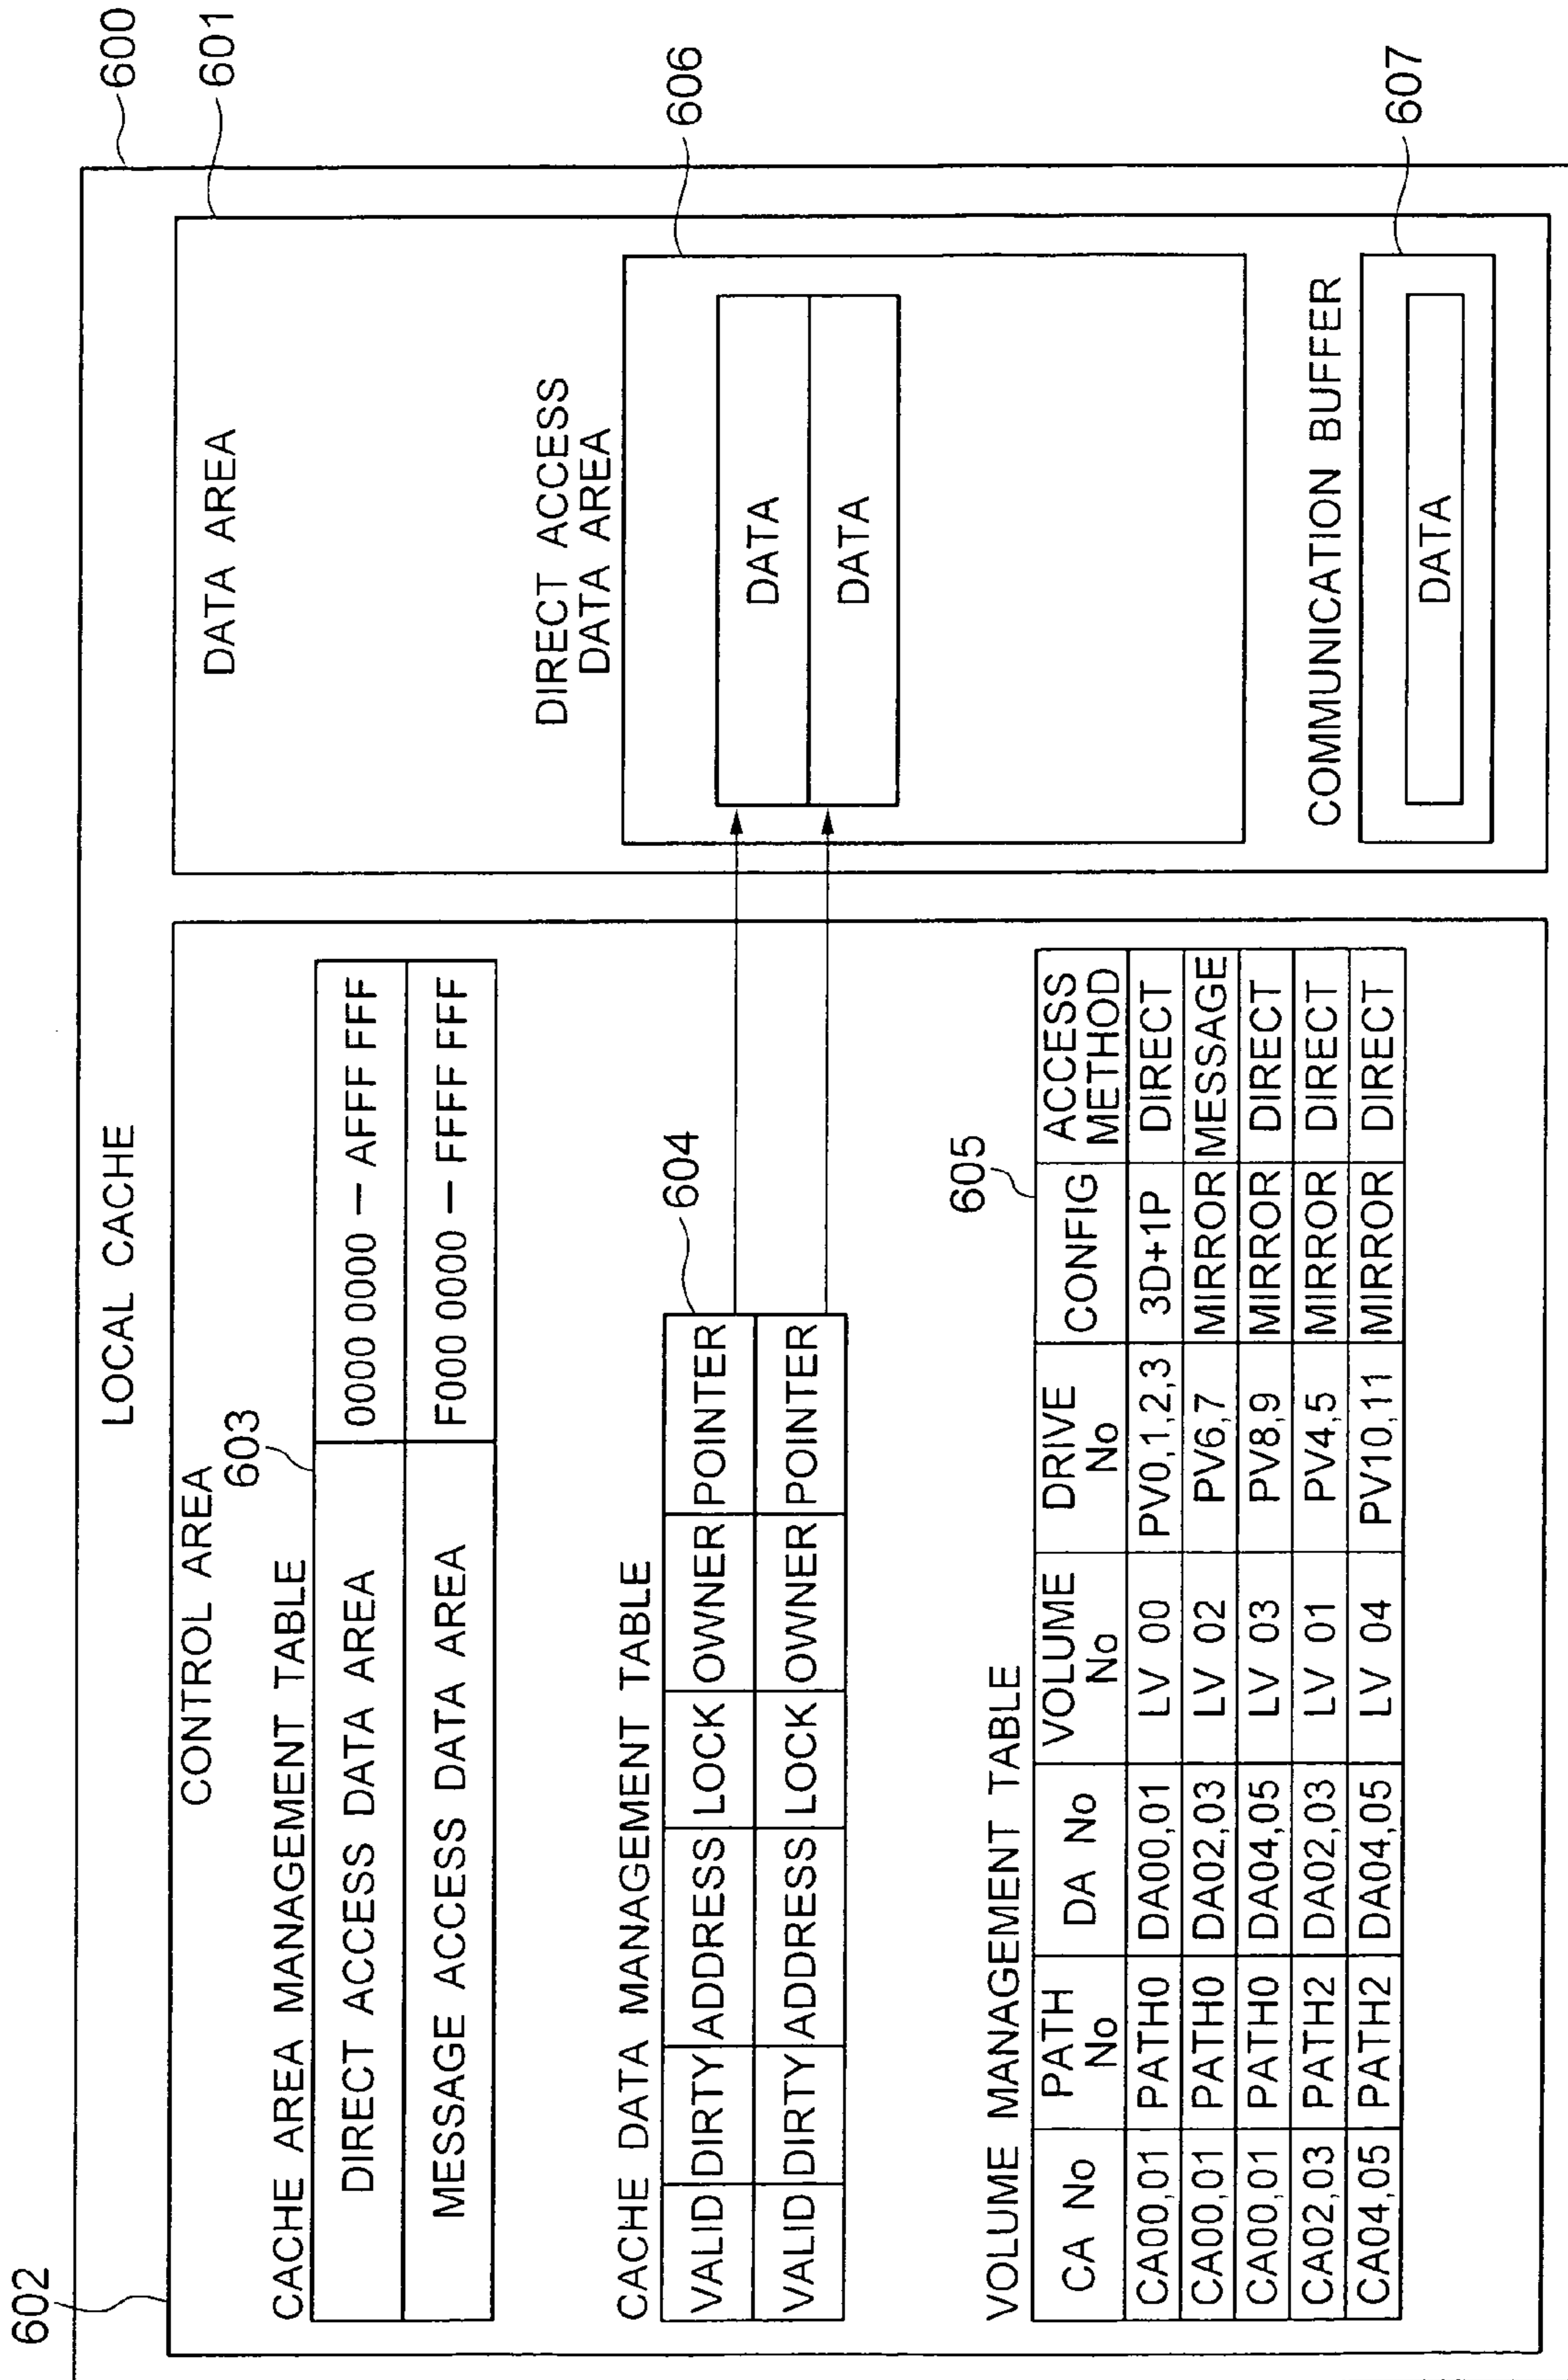 LOCAL CACHE
600
602
CONTROL AREA
CACHE AREA MANAGEMENT TABLE
603
DIRECT ACCESS DATA AREA 0000 0000 — AFFF FFFF
MESSAGE ACCESS DATA AREA F000 0000 — FFFF FFFF
CACHE DATA MANAGEMENT TABLE
604
VALID DIRTY ADDRESS LOCK OWNER POINTER
VALID DIRTY ADDRESS LOCK OWNER POINTER
VOLUME MANAGEMENT TABLE
605
CA No PATH No DA No VOLUME No DRIVE No CONFIG ACCESS METHOD
CA00,01 PATH0 DA00,01 LV 00 PV0,1,2,3 3D+1P DIRECT
CA00,01 PATH0 DA02,03 LV 02 PV6,7 MIRROR MESSAGE
CA00,01 PATH0 DA04,05 LV 03 PV8,9 MIRROR DIRECT
CA02,03 PATH2 DA02,03 LV 01 PV4,5 MIRROR DIRECT
CA04,05 PATH2 DA04,05 LV 04 PV10,11 MIRROR DIRECT
601
DATA AREA
DIRECT ACCESS
DATA AREA
606
DATA
DATA
COMMUNICATION BUFFER
607
DATA